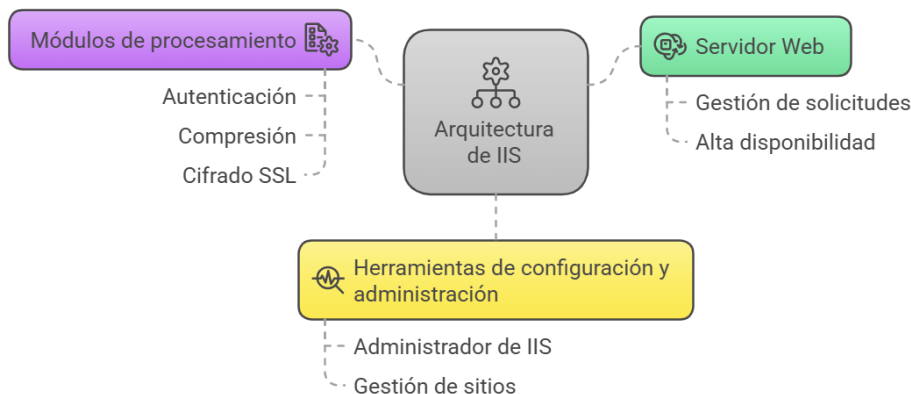 Módulos de procesamiento
Autenticación
Compresión
Cifrado SSL
Arquitectura
de IIS
Servidor Web
Gestión de solicitudes
Alta disponibilidad
Herramientas de configuración y
administración
Administrador de IIS
Gestión de sitios